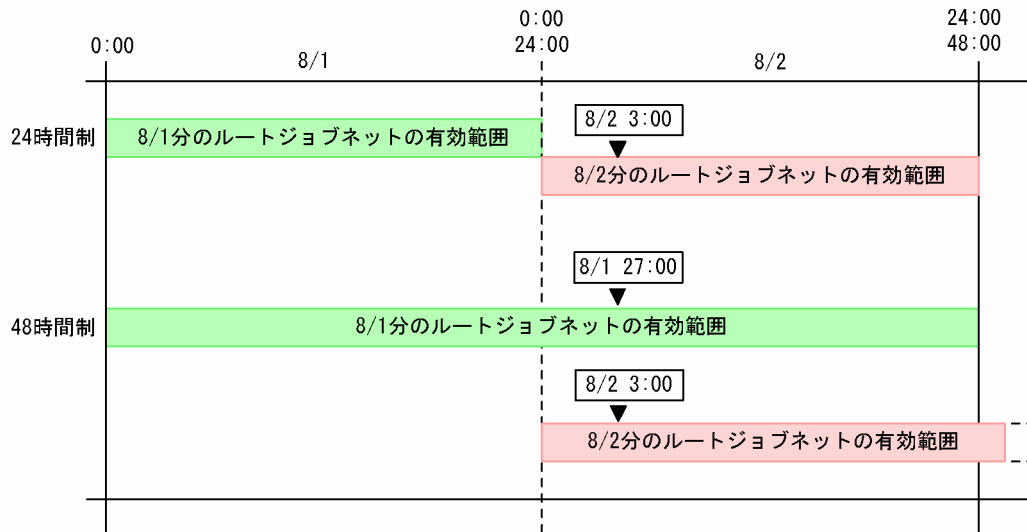 0:00
24:00
0:00
24:00
48:00
8/1
8/2
24時間制
8/1分のルートジョブネットの有効範囲
8/2 3:00
8/2分のルートジョブネットの有効範囲
8/1 27:00
48時間制
8/1分のルートジョブネットの有効範囲
8/2 3:00
8/2分のルートジョブネットの有効範囲